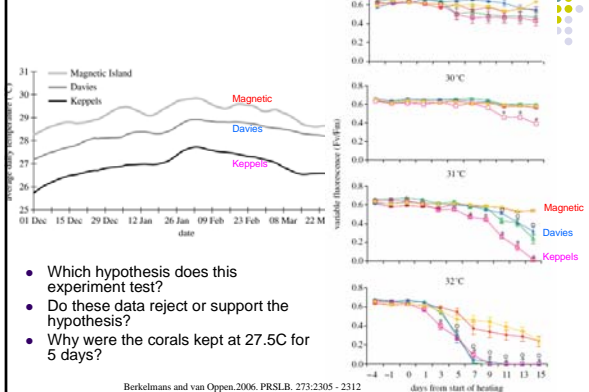 31
30
29
28
27
26
25
Magnetic Island
Davies
Keppels
Magnetic
Davies
Keppels
average daily temperature (°C)
01 Dec 15 Dec 29 Dec 12 Jan 26 Jan 09 Feb 23 Feb 08 Mar 22 M
date
0.6
0.4
0.2
0.0
30°C
0.8
0.6
0.4
0.2
0.0
31°C
0.8
0.6
0.4
0.2
0.0
Magnetic
Davies
Keppels
32°C
0.8
0.6
0.4
0.2
0.0
variable fluorescence (Fv/Fm)
-4 -1 0 1 3 5 7 9 11 13 15
days from start of heating
• Which hypothesis does this
experiment test?
• Do these data reject or support the
hypothesis?
• Why were the corals kept at 27.5C for
5 days?
Berkelmans and van Oppen.2006. PRSLB. 273:2305 - 2312